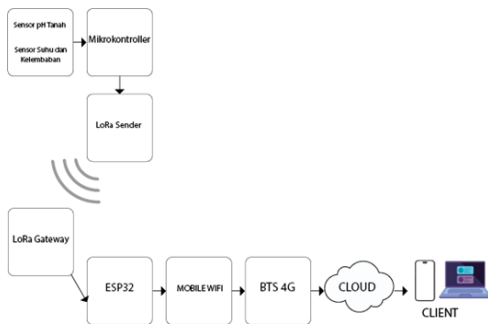 Sensor pH Tanah
Sensor Suhu dan
Kelembaban
Mikrokontroller
LoRa Sender
LoRa Gateway
ESP32
MOBILE WIFI
BTS 4G
CLOUD
CLIENT